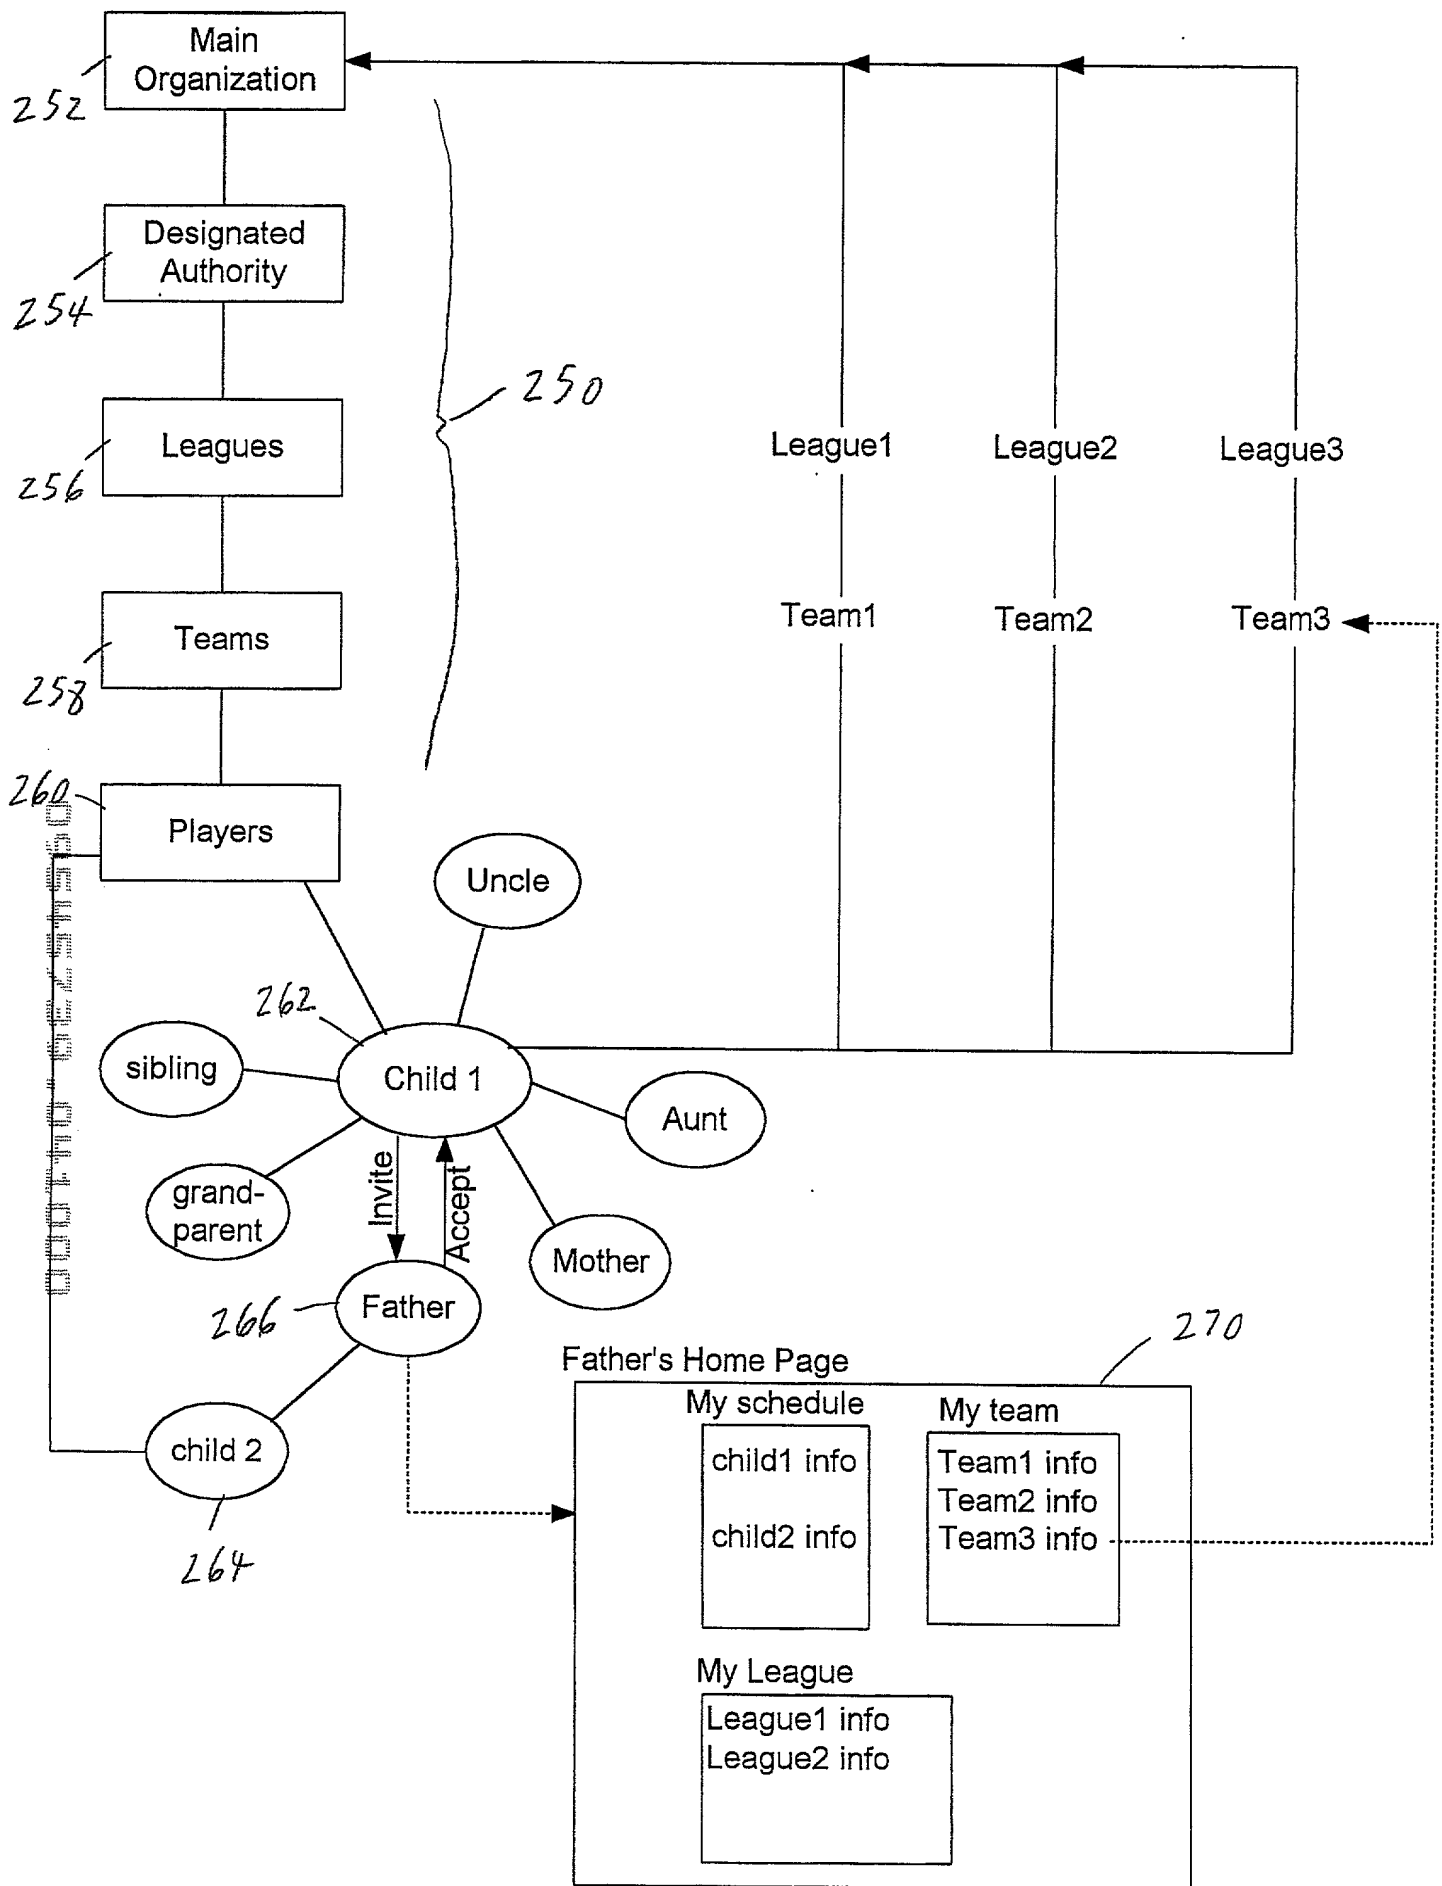 Main
Organization
252
Designated
Authority
254
250
Leagues
256
League1
League2
League3
Teams
258
Team1
Team2
Team3
260
Players
Uncle
262
sibling
Child 1
Aunt
grand-
parent
Invite
Accept
Mother
Father
266
270
Father's Home Page
child 2
264
My schedule
child1 info
child2 info
My team
Team1 info
Team2 info
Team3 info
My League
League1 info
League2 info